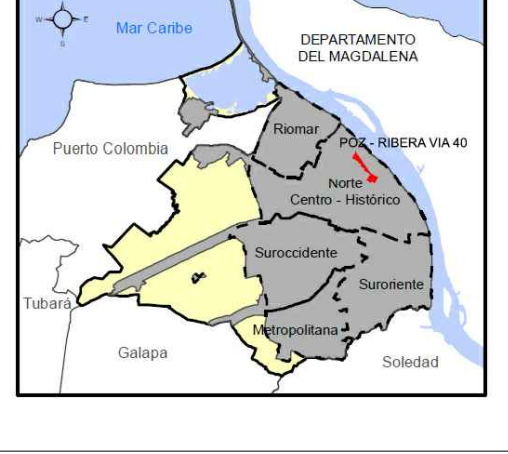 W E
S
Mar Caribe
DEPARTAMENTO
DEL MAGDALENA
Riomar
POZ - RIBERA VIA 40
Puerto Colombia
Norte
Centro - Histórico
Suroccidente
Suroriente
Tubará
Metropolitana
Galapa
Soledad